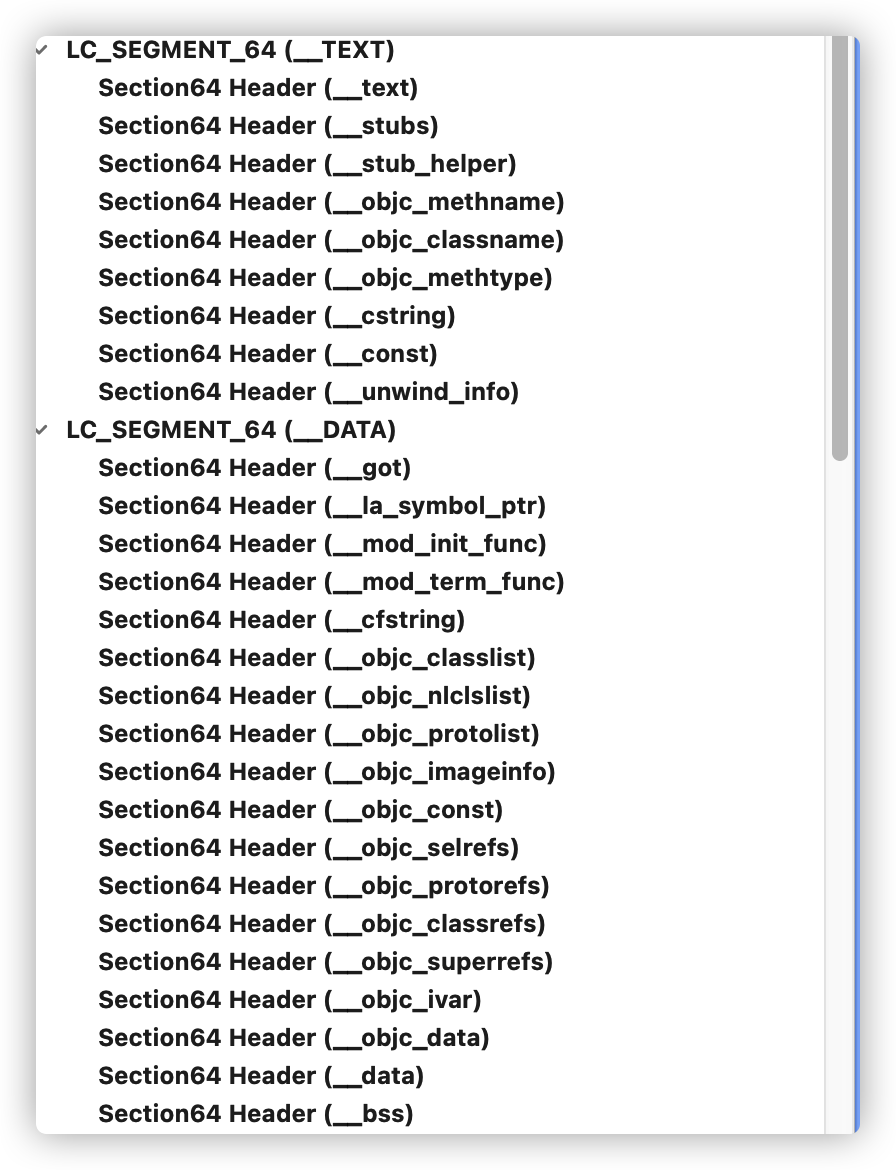 LC_SEGMENT_64 (__TEXT)
Section64 Header (__text)
Section64 Header (__stubs)
Section64 Header (__stub_helper)
Section64 Header (__objc_methname)
Section64 Header (__objc_classname)
Section64 Header (__objc_methtype)
Section64 Header (__cstring)
Section64 Header (__const)
Section64 Header (__unwind_info)
LC_SEGMENT_64 (__DATA)
Section64 Header (__got)
Section64 Header (__la_symbol_ptr)
Section64 Header (__mod_init_func)
Section64 Header (__mod_term_func)
Section64 Header (__cfstring)
Section64 Header (__objc_classlist)
Section64 Header (__objc_nlclslist)
Section64 Header (__objc_protolist)
Section64 Header (__objc_imageinfo)
Section64 Header (__objc_const)
Section64 Header (__objc_selrefs)
Section64 Header (__objc_protorefs)
Section64 Header (__objc_classrefs)
Section64 Header (__objc_superrefs)
Section64 Header (__objc_ivar)
Section64 Header (__objc_data)
Section64 Header (__data)
Section64 Header (__bss)